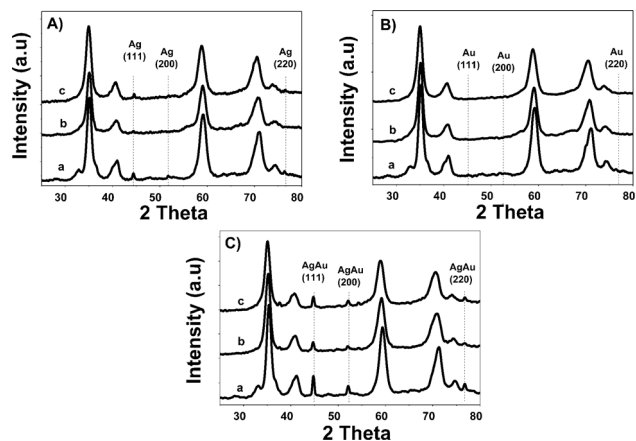 A)
Ag
(111)
Ag
(200)
Ag
(220)
c
b
a
Intensity (a.u)
30 40 50 60 70 80
2 Theta
B)
Au
(111)
Au
(200)
Au
(220)
c
b
a
Intensity (a.u)
30 40 50 60 70 80
2 Theta
C)
AgAu
(111)
AgAu
(200)
AgAu
(220)
c
b
a
Intensity (a.u)
30 40 50 60 70 80
2 Theta